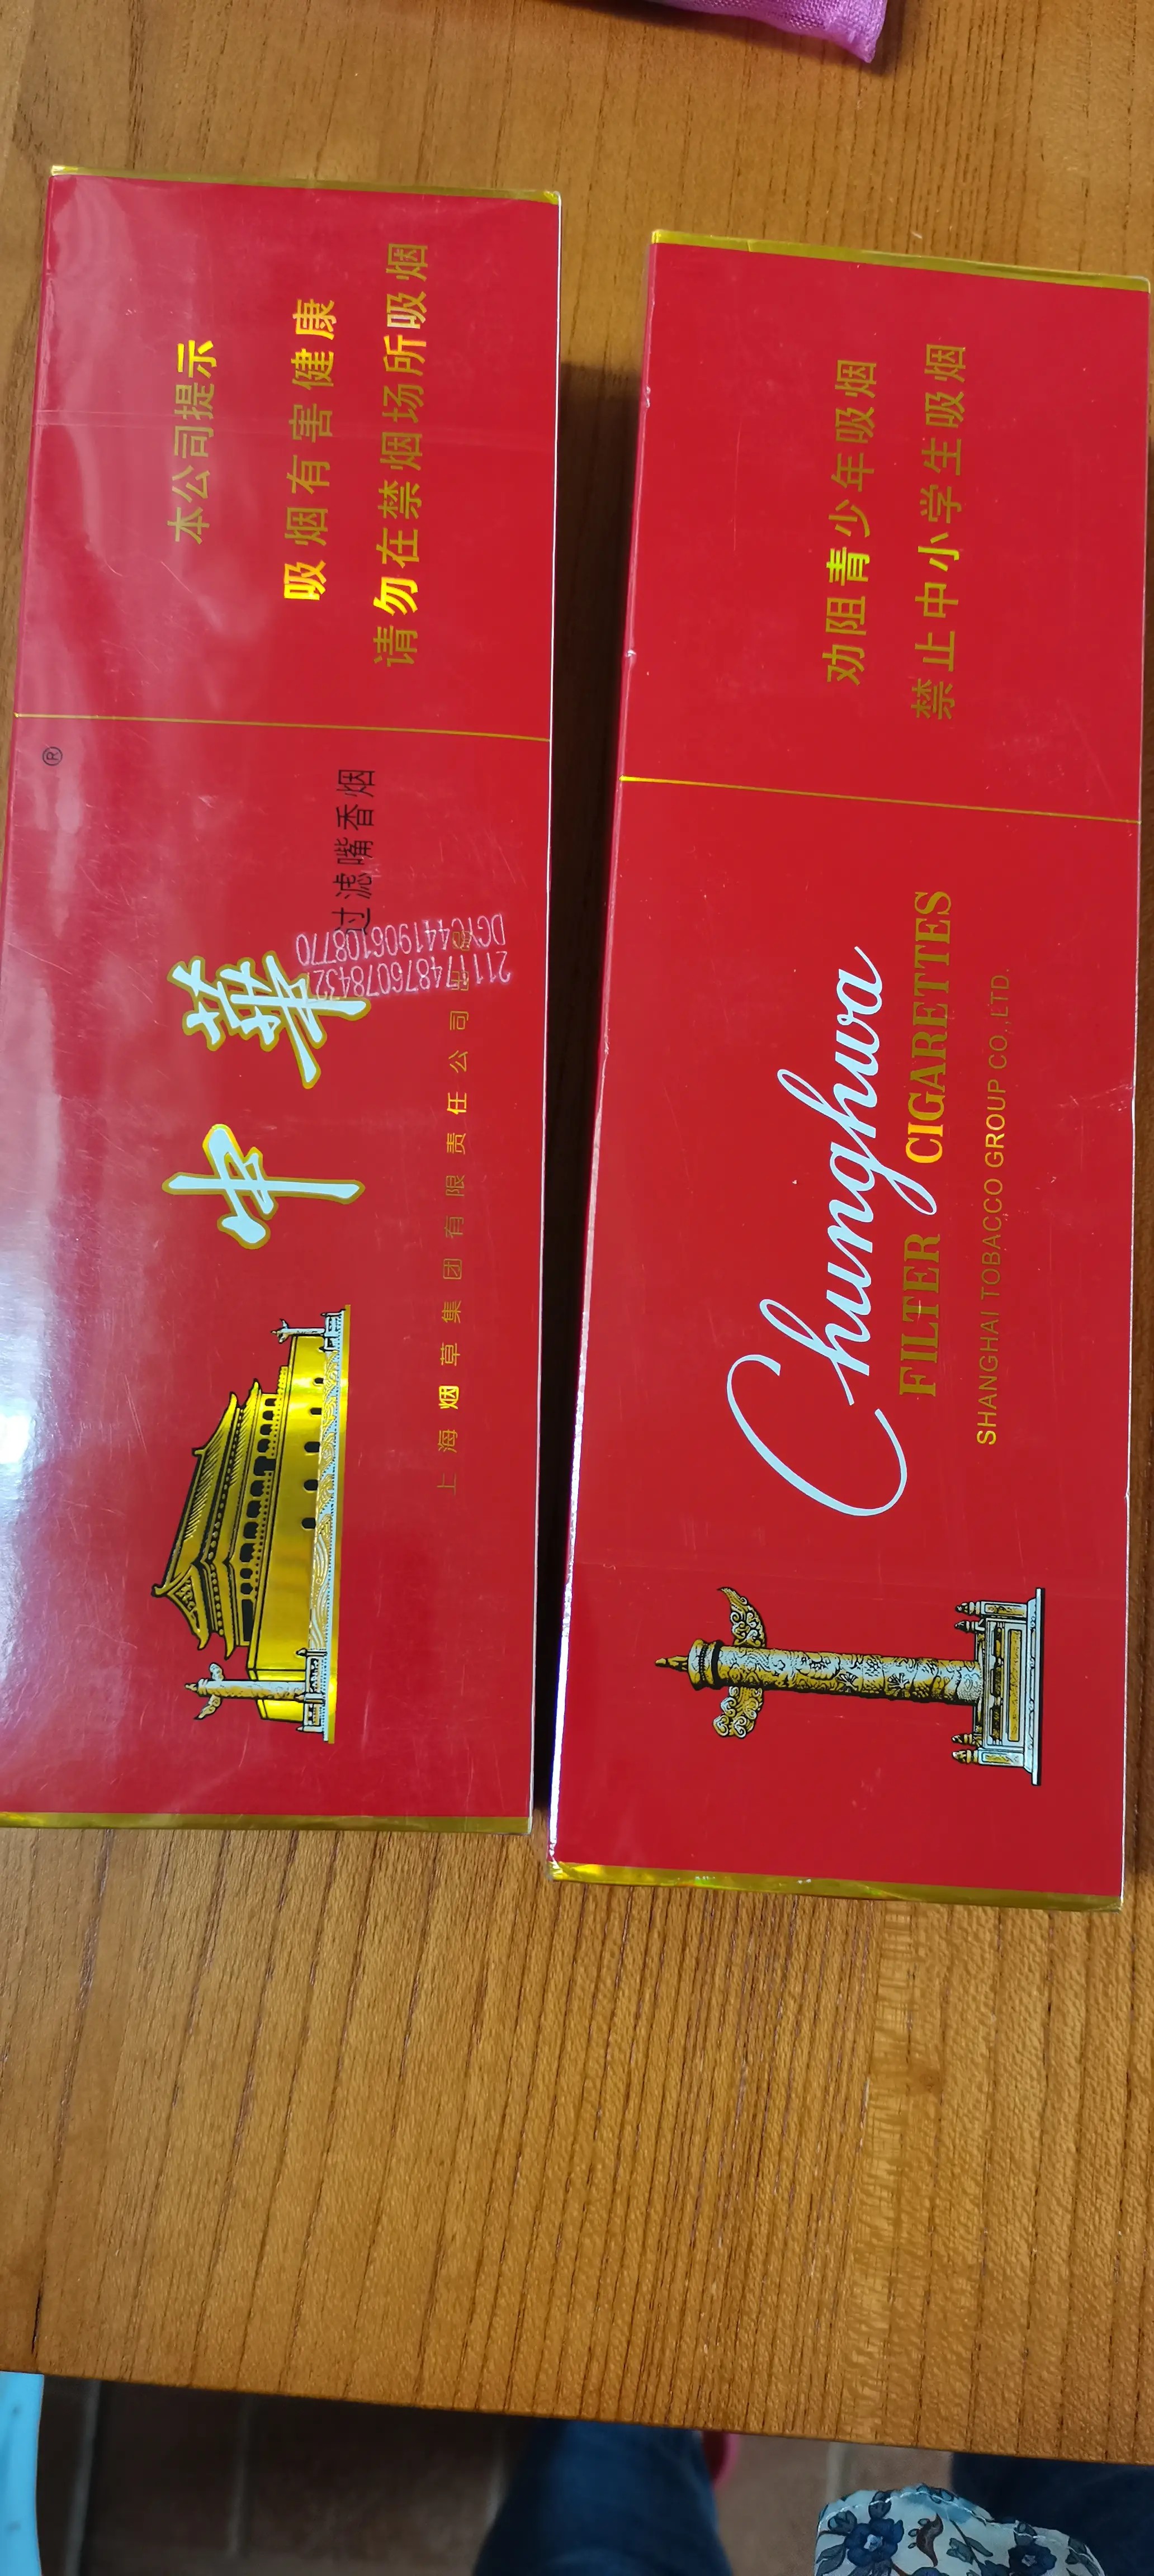 本公司提示
吸烟有害健康
请勿在禁烟场所吸烟
®
中華
过滤嘴香烟
上海烟草集团有限责任公司出品
211174876078432
DGYC441906108770
劝阻青少年吸烟
禁止中小学生吸烟
Chunghwa
FILTER CIGARETTES
SHANGHAI TOBACCO GROUP CO.,LTD.